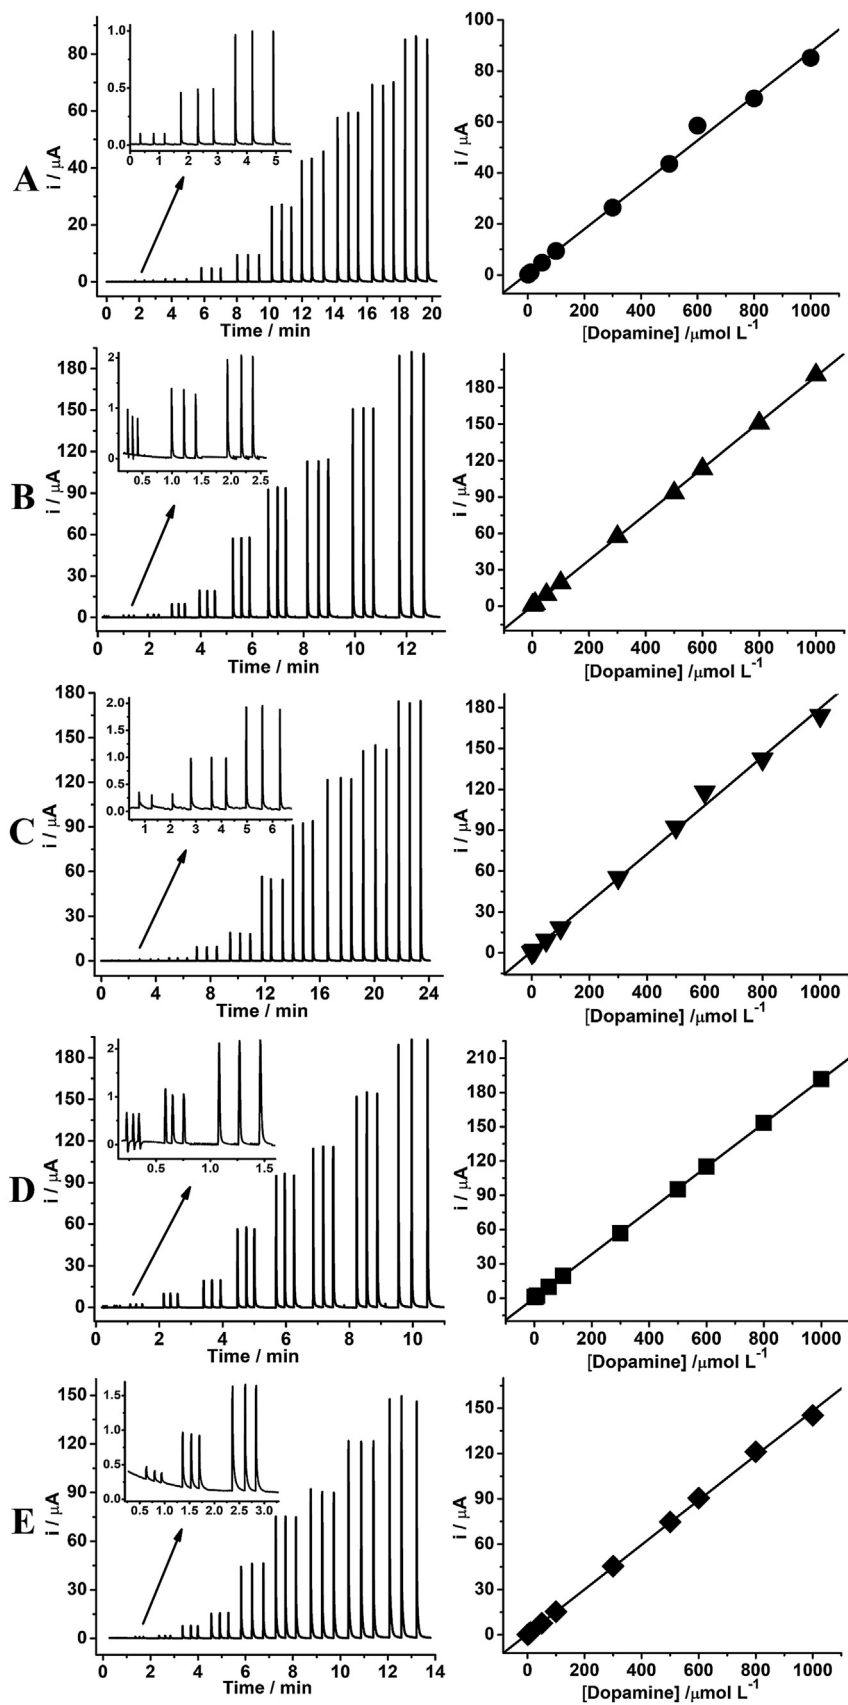 A
i / µA
80
60
40
20
0
1.0
0.5
0.0
0 1 2 3 4 5
0 2 4 6 8 10 12 14 16 18 20
Time / min
i / µA
100
80
60
40
20
0
0 200 400 600 800 1000
[Dopamine] /µmol L-1
B
i / µA
180
150
120
90
60
30
0
2
1
0
0.5 1.0 1.5 2.0 2.5
0 2 4 6 8 10 12
Time / min
i / µA
180
150
120
90
60
30
0
0 200 400 600 800 1000
[Dopamine] /µmol L-1
C
i / µA
180
150
120
90
60
30
0
2.0
1.5
1.0
0.5
0.0
1 2 3 4 5 6
0 4 8 12 16 20 24
Time / min
i / µA
180
150
120
90
60
30
0
0 200 400 600 800 1000
[Dopamine] /µmol L-1
D
i / µA
180
150
120
90
60
30
0
2
1
0
0.5 1.0 1.5
0 2 4 6 8 10
Time / min
i / µA
210
180
150
120
90
60
30
0
0 200 400 600 800 1000
[Dopamine] /µmol L-1
E
i / µA
150
120
90
60
30
0
1.5
1.0
0.5
0.0
0.5 1.0 1.5 2.0 2.5 3.0
0 2 4 6 8 10 12 14
Time / min
i / µA
150
120
90
60
30
0
0 200 400 600 800 1000
[Dopamine] /µmol L-1